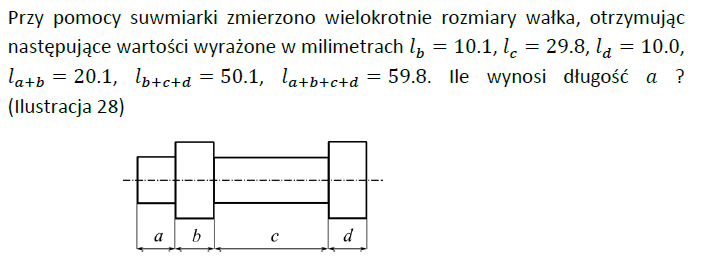 Przy pomocy suwmiarki zmierzono wielokrotnie rozmiary wałka, otrzymując
następujące wartości wyrażone w milimetrach l_b = 10.1, l_c = 29.8, l_d = 10.0,
l_{a+b} = 20.1, l_{b+c+d} = 50.1, l_{a+b+c+d} = 59.8. Ile wynosi długość a ?
(Ilustracja 28)
a b c d